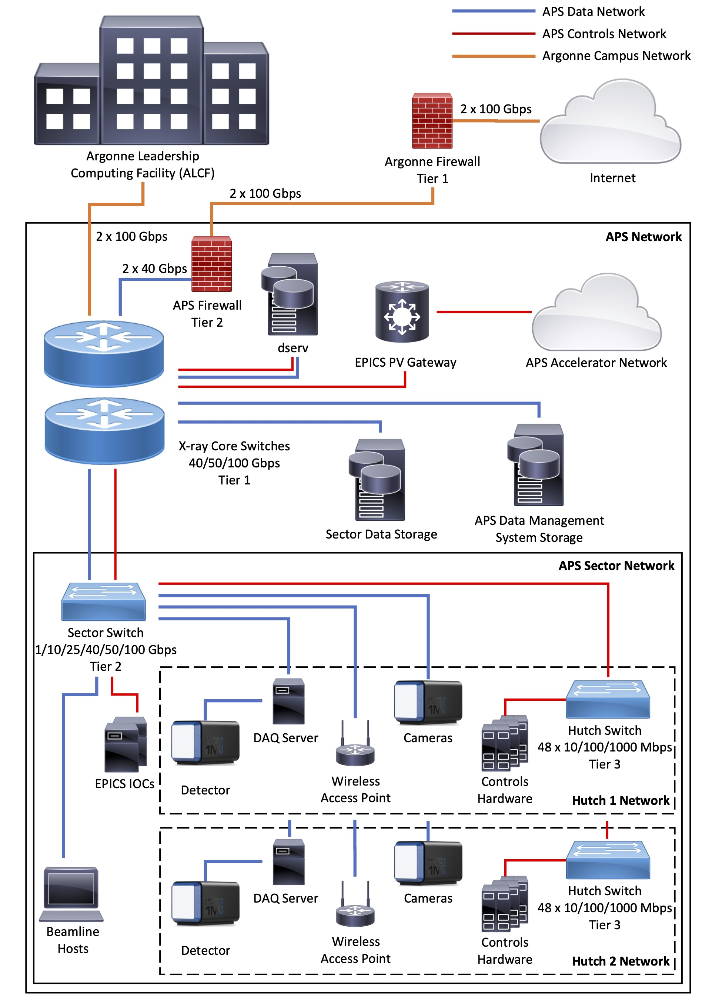 APS Data Network
APS Controls Network
Argonne Campus Network
2 x 100 Gbps
Argonne Leadership
Computing Facility (ALCF)
Argonne Firewall
Tier 1
Internet
2 x 100 Gbps
2 x 100 Gbps
APS Network
2 x 40 Gbps
APS Firewall
Tier 2
dserv
EPICS PV Gateway
APS Accelerator Network
X-ray Core Switches
40/50/100 Gbps
Tier 1
Sector Data Storage
APS Data Management
System Storage
APS Sector Network
Sector Switch
1/10/25/40/50/100 Gbps
Tier 2
EPICS IOCs
Detector
1M
DAQ Server
Wireless
Access Point
Cameras
1M
Controls
Hardware
Hutch Switch
48 x 10/100/1000 Mbps
Tier 3
Hutch 1 Network
Beamline
Hosts
Detector
1M
DAQ Server
Wireless
Access Point
Cameras
1M
Controls
Hardware
Hutch Switch
48 x 10/100/1000 Mbps
Tier 3
Hutch 2 Network